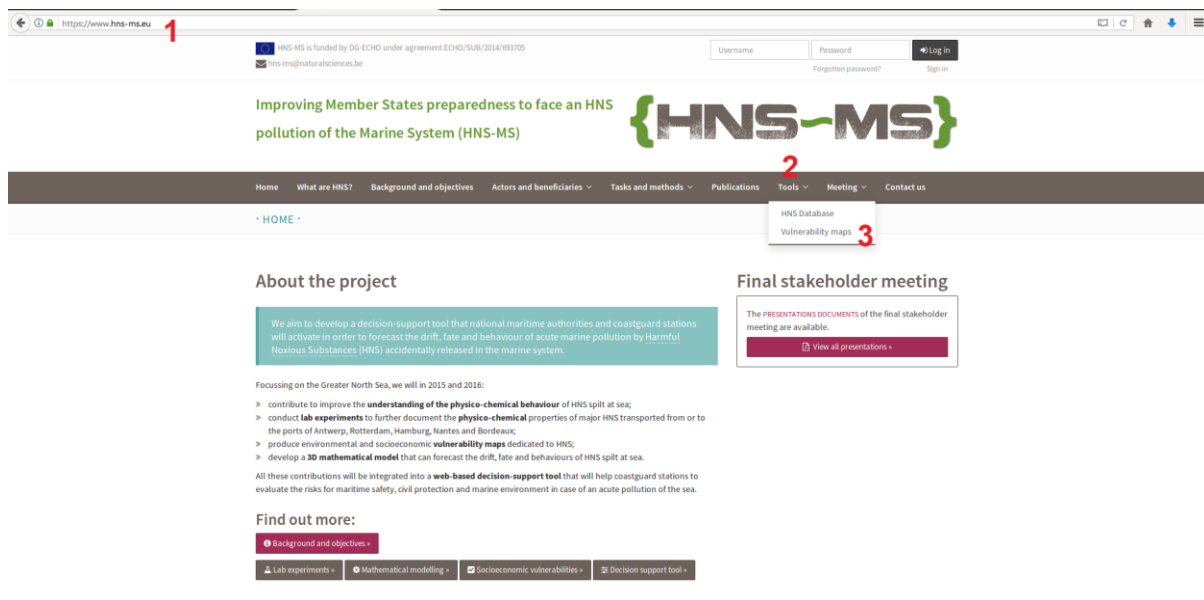 https://www.hns-ms.eu
1
HNS-MS is funded by DG-ECHO under agreement ECHO/SUB/2014/693705
hns-ms@naturalsciences.be
Username
Password
Log in
Forgotten password?
Sign in
Improving Member States preparedness to face an HNS
pollution of the Marine System (HNS-MS)
{HNS~MS}
2
Home
What are HNS?
Background and objectives
Actors and beneficiaries
Tasks and methods
Publications
Tools
Meeting
Contact us
· HOME ·
HNS Database
Vulnerability maps
3
About the project
We aim to develop a decision-support tool that national maritime authorities and coastguard stations
will activate in order to forecast the drift, fate and behaviour of acute marine pollution by Harmful
Noxious Substances (HNS) accidentally released in the marine system.
Focussing on the Greater North Sea, we will in 2015 and 2016:
» contribute to improve the understanding of the physico-chemical behaviour of HNS spilt at sea;
» conduct lab experiments to further document the physico-chemical properties of major HNS transported from or to
the ports of Antwerp, Rotterdam, Hamburg, Nantes and Bordeaux;
» produce environmental and socioeconomic vulnerability maps dedicated to HNS;
» develop a 3D mathematical model that can forecast the drift, fate and behaviours of HNS spilt at sea.
All these contributions will be integrated into a web-based decision-support tool that will help coastguard stations to
evaluate the risks for maritime safety, civil protection and marine environment in case of an acute pollution of the sea.
Find out more:
Background and objectives »
Lab experiments »
Mathematical modelling »
Socioeconomic vulnerabilities »
Decision support tool »
Final stakeholder meeting
The PRESENTATIONS DOCUMENTS of the final stakeholder
meeting are available.
View all presentations »